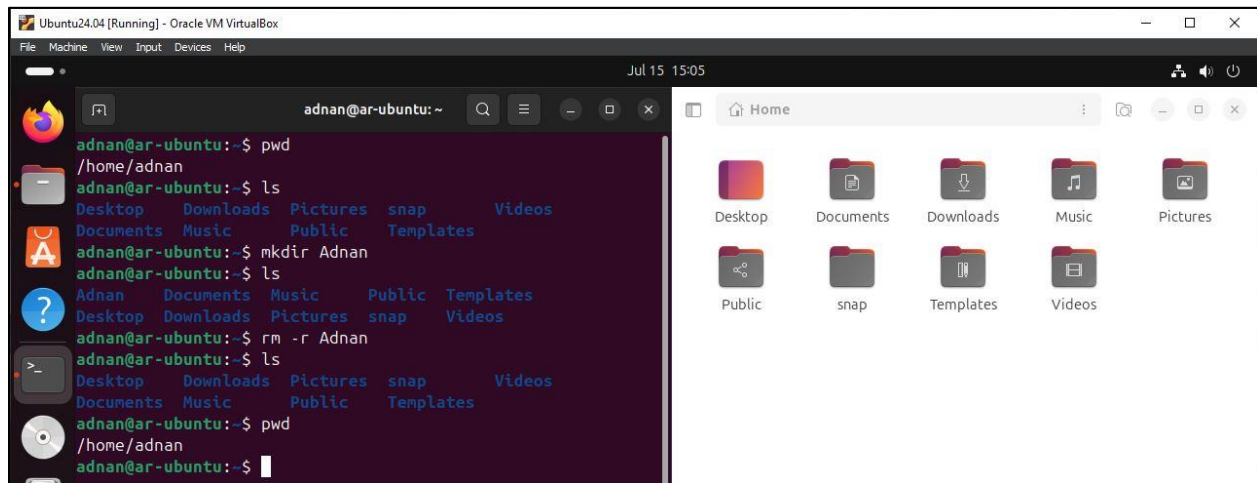 Ubuntu24.04 [Running] - Oracle VM VirtualBox
File Machine View Input Devices Help
Jul 15 15:05
adnan@ar-ubuntu: ~
adnan@ar-ubuntu:~$ pwd
/home/adnan
adnan@ar-ubuntu:~$ ls
Desktop Downloads Pictures snap Videos
Documents Music Public Templates
adnan@ar-ubuntu:~$ mkdir Adnan
adnan@ar-ubuntu:~$ ls
Adnan Documents Music Public Templates
Desktop Downloads Pictures snap Videos
adnan@ar-ubuntu:~$ rm -r Adnan
adnan@ar-ubuntu:~$ ls
Desktop Downloads Pictures snap Videos
Documents Music Public Templates
adnan@ar-ubuntu:~$ pwd
/home/adnan
adnan@ar-ubuntu:~$
Home
Desktop Documents Downloads Music Pictures
Public snap Templates Videos